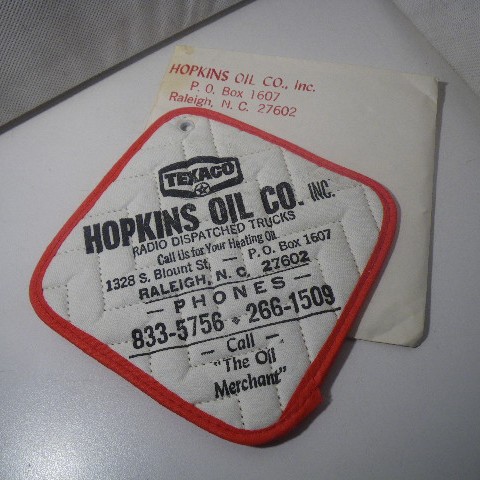 HOPKINS OIL CO., inc.
P. O. Box 1607
Raleigh, N. C. 27602
TEXACO
HOPKINS OIL CO. INC.
RADIO DISPATCHED TRUCKS
Call Us for Your Heating Oil
1328 S. Blount St. — P. O. Box 1607
RALEIGH, N. C. 27602
— PHONES —
833-5756 - 266-1509
— Call —
"The Oil
Merchant"